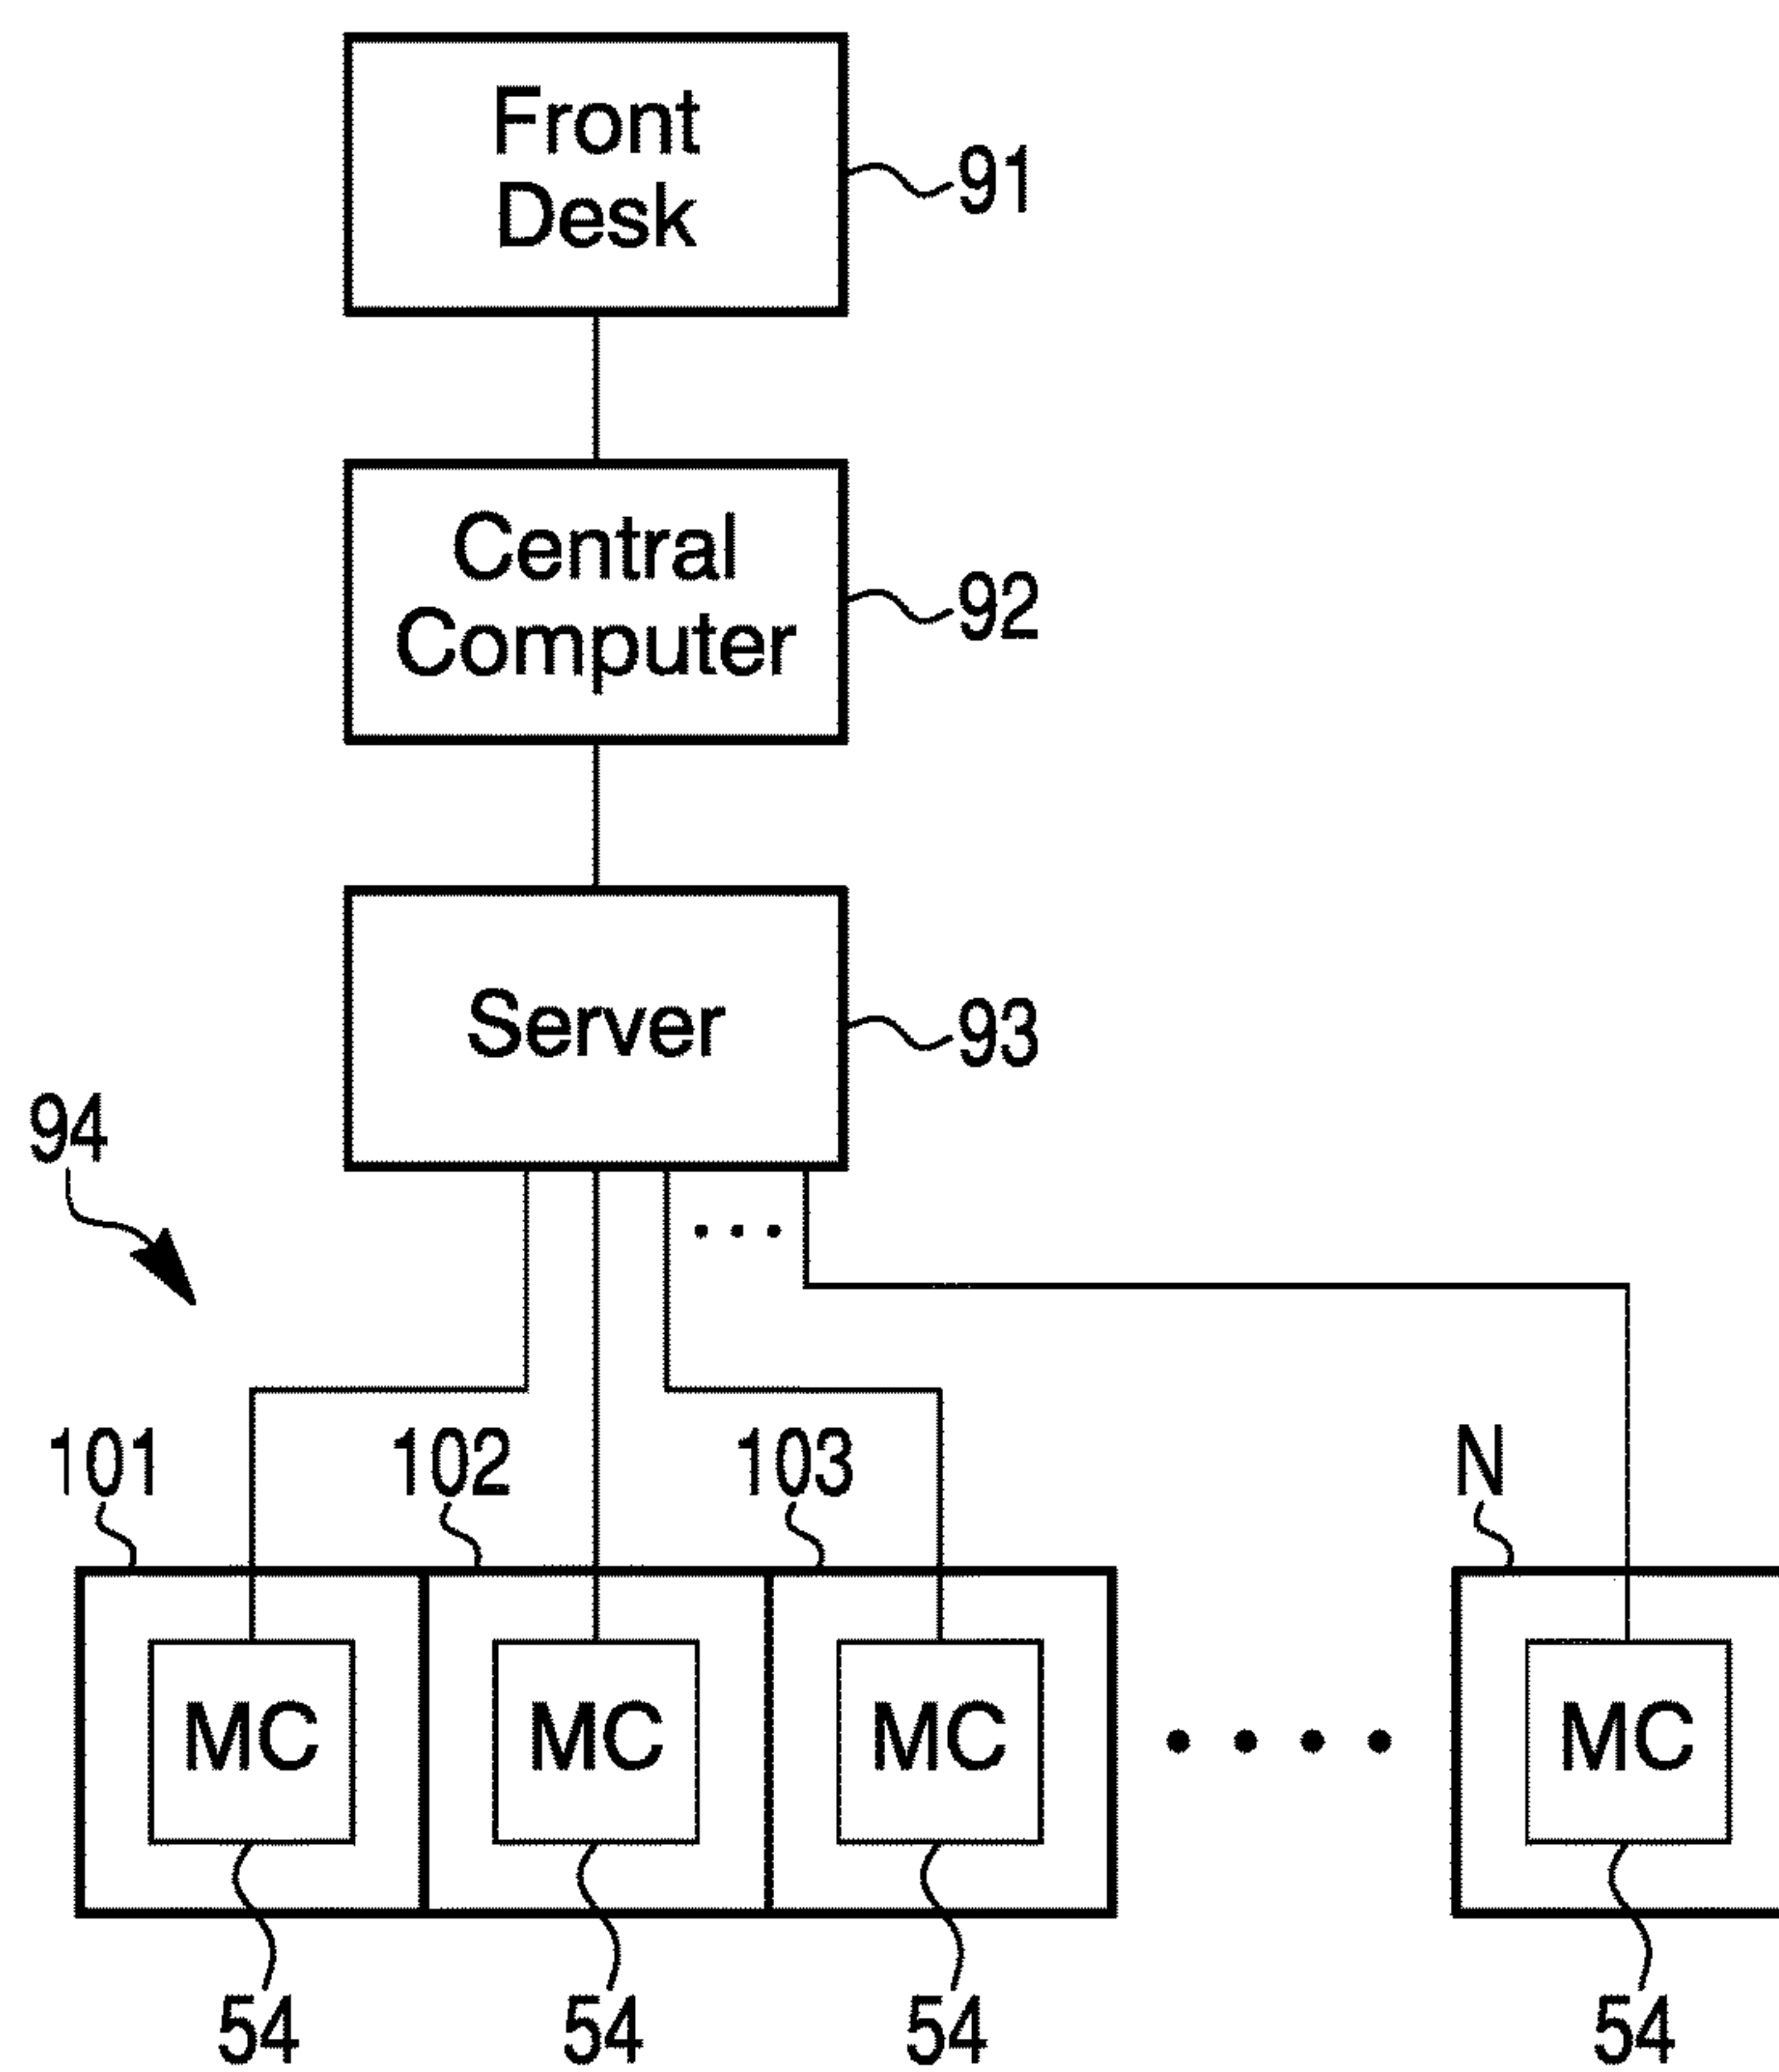 Front
Desk
91
Central
Computer
92
Server
93
94
101
102
103
N
MC
MC
MC
MC
54
54
54
54